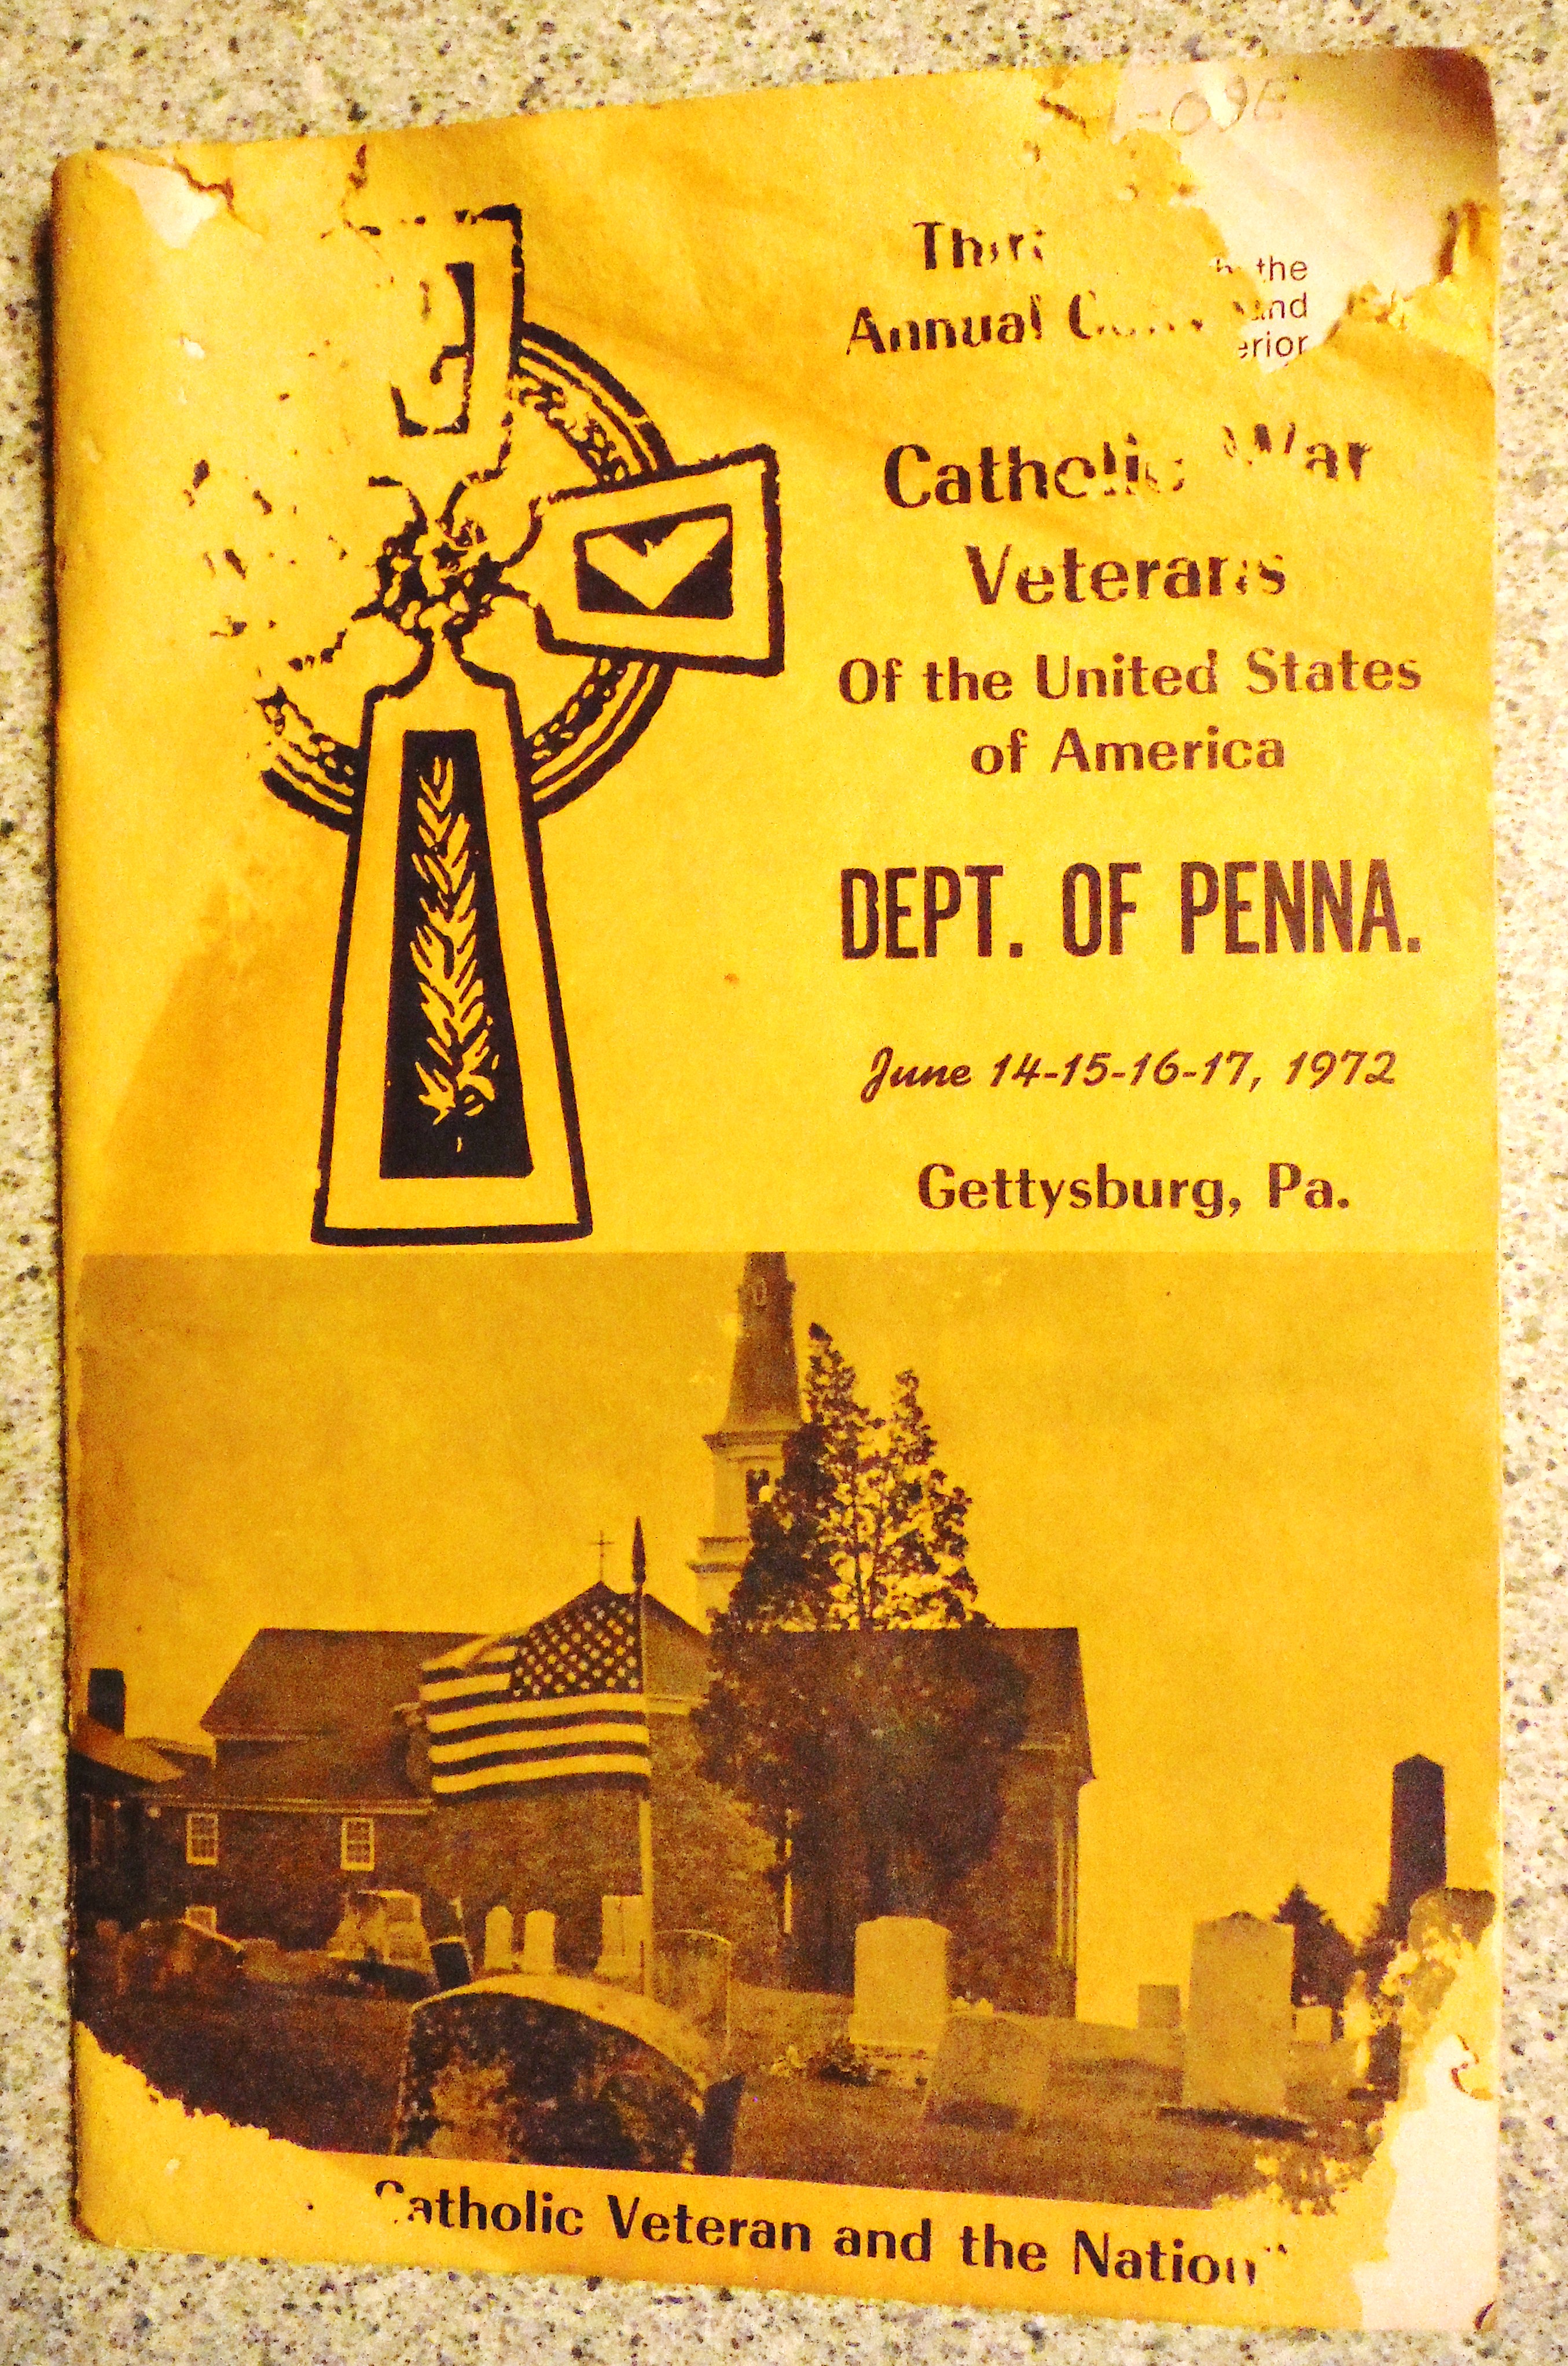 Annual
the
Catholic War
Veterans
Of the United States
of America
DEPT. OF PENNA.
June 14-15-16-17, 1972
Gettysburg, Pa.
Catholic Veteran and the Nation"